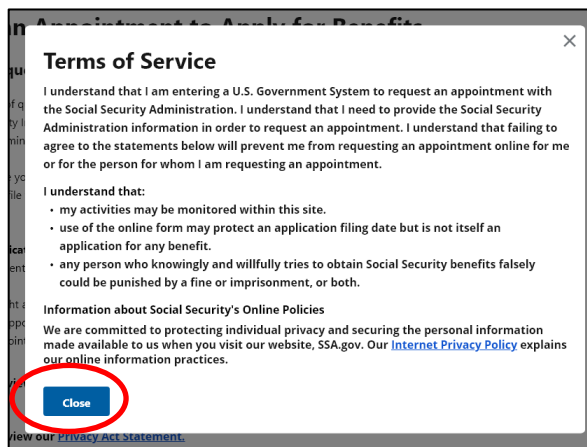 an Appointment to Apply for Benefits
Terms of Service
I understand that I am entering a U.S. Government System to request an appointment with
the Social Security Administration. I understand that I need to provide the Social Security
Administration information in order to request an appointment. I understand that failing to
agree to the statements below will prevent me from requesting an appointment online for me
or for the person for whom I am requesting an appointment.
I understand that:
• my activities may be monitored within this site.
• use of the online form may protect an application filing date but is not itself an
application for any benefit.
• any person who knowingly and willfully tries to obtain Social Security benefits falsely
could be punished by a fine or imprisonment, or both.
Information about Social Security's Online Policies
We are committed to protecting individual privacy and securing the personal information
made available to us when you visit our website, SSA.gov. Our Internet Privacy Policy explains
our online information practices.
Close
view our Privacy Act Statement.